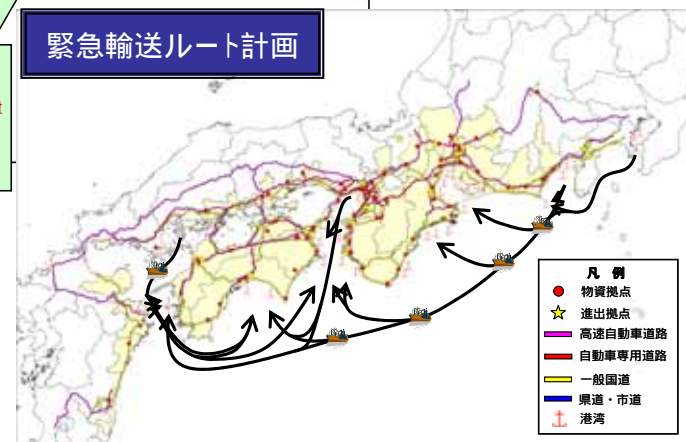 緊急輸送ルート計画
t
凡 例
物資拠点
進出拠点
高速自動車道路
自動車専用道路
一般国道
県道・市道
港湾